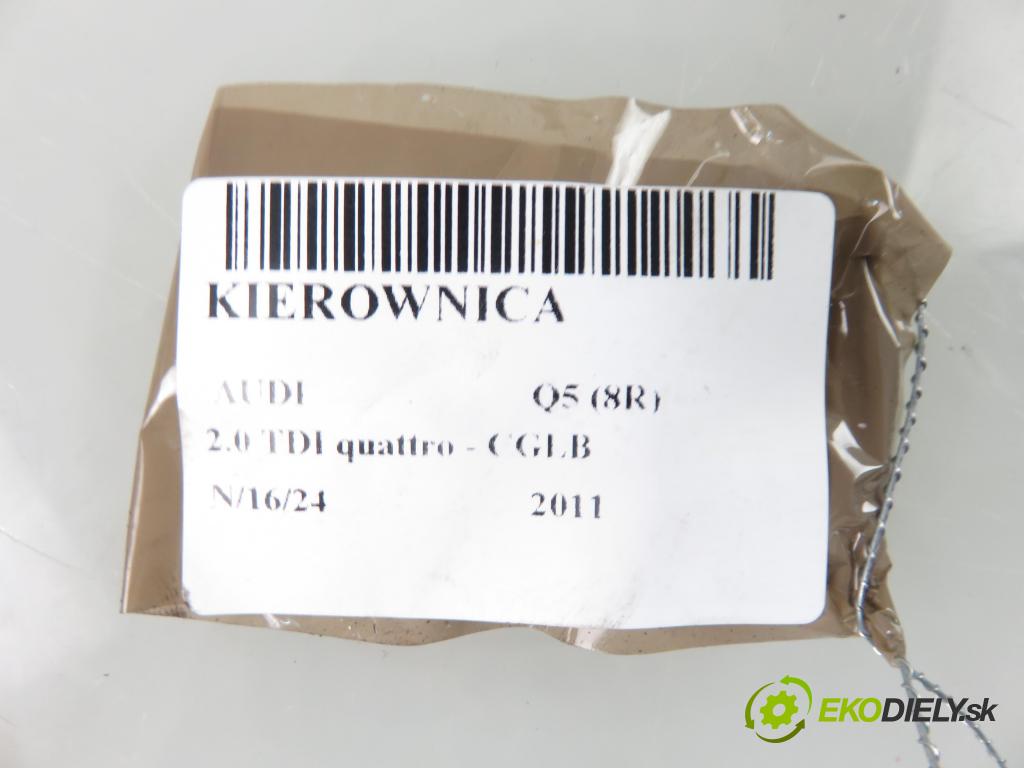 KIEROWNICA
AUDI Q5 (8R)
2.0 TDI quattro - CGLB
N/16/24 2011
EKODIELY.sk